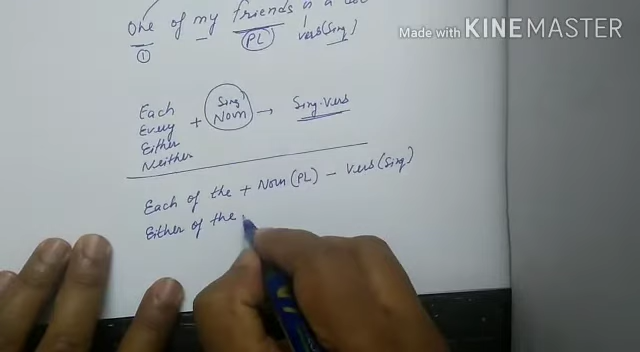 One of my friends is a
① PL verb(sing)
Made with KINEMASTER
Each
Every
Either
Neither
+ Sing Noun → Sing. Verb
Each of the + Noun (PL) - Verb (Sing)
Either of the